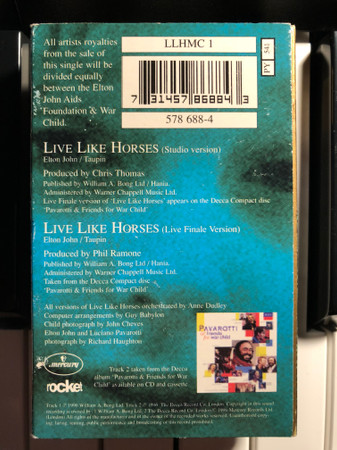 All artists royalties
from the sale of
this single will be
divided equally
between the Elton
John Aids
Foundation & War
Child.
LLHMC 1
PY 541
7 31457 86884 3
578 688-4
LIVE LIKE HORSES (Studio version)
Elton John / Taupin
Produced by Chris Thomas
Published by William A. Bong Ltd / Hania.
Administered by Warner Chappell Music Ltd.
Live Finale version of 'Live Like Horses' appears on the Decca Compact disc
'Pavarotti & Friends for War Child'
LIVE LIKE HORSES (Live Finale Version)
Elton John / Taupin
Produced by Phil Ramone
Published by William A. Bong Ltd / Hania.
Administered by Warner Chappell Music Ltd.
Taken from the Decca Compact disc
'Pavarotti & Friends for War Child'
All versions of Live Like Horses orchestrated by Anne Dudley
Computer arrangements by Guy Babylon
Child photograph by John Cheves
Elton John and Luciano Pavarotti
photograph by Richard Haughton
mercury
rocket
Track 2 taken from the Decca
album 'Pavarotti & Friends for War
Child' available on CD and cassette.
PAVAROTTI
& friends
for war child